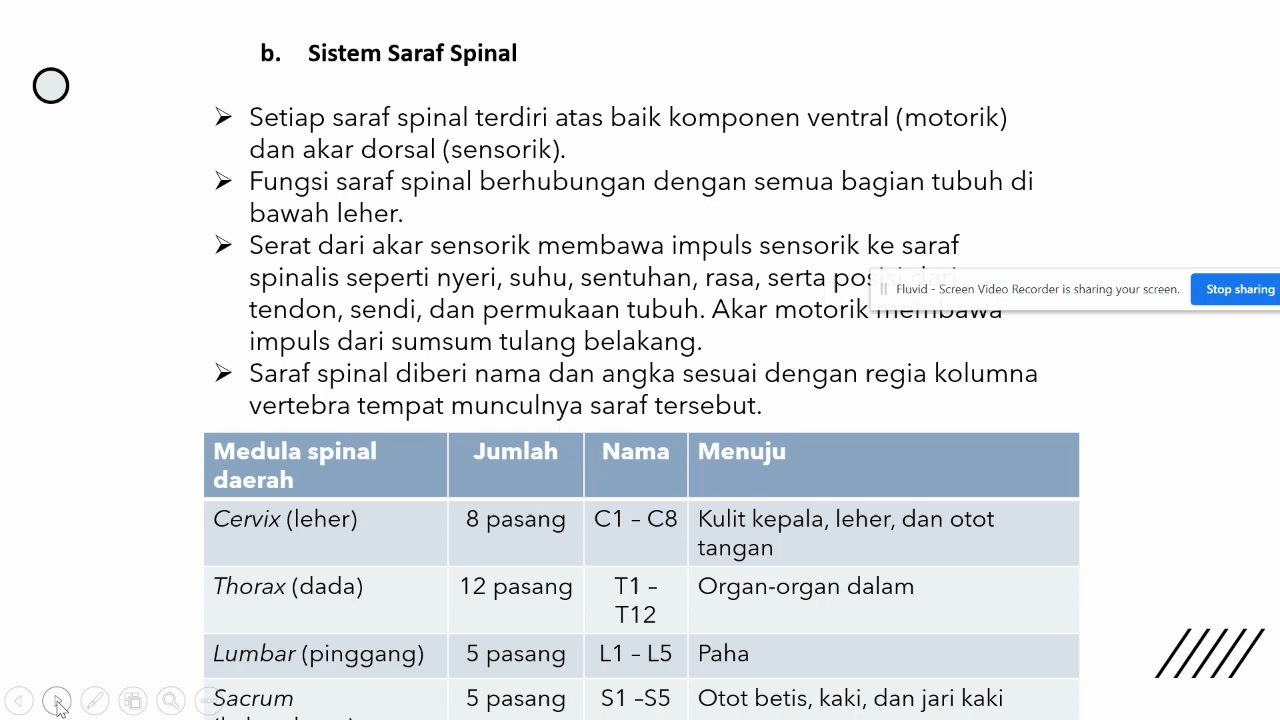 b. Sistem Saraf Spinal
Setiap saraf spinal terdiri atas baik komponen ventral (motorik)
dan akar dorsal (sensorik).
Fungsi saraf spinal berhubungan dengan semua bagian tubuh di
bawah leher.
Serat dari akar sensorik membawa impuls sensorik ke saraf
spinalis seperti nyeri, suhu, sentuhan, rasa, serta posisi dari
Fluvid - Screen Video Recorder is sharing your screen. Stop sharing
tendon, sendi, dan permukaan tubuh. Akar motorik membawa
impuls dari sumsum tulang belakang.
Saraf spinal diberi nama dan angka sesuai dengan regia kolumna
vertebra tempat munculnya saraf tersebut.
Medula spinal daerah Jumlah Nama Menuju
Cervix (leher) 8 pasang C1 – C8 Kulit kepala, leher, dan otot
tangan
Thorax (dada) 12 pasang T1 – Organ-organ dalam
T12
Lumbar (pinggang) 5 pasang L1 – L5 Paha
Sacrum 5 pasang S1 –S5 Otot betis, kaki, dan jari kaki